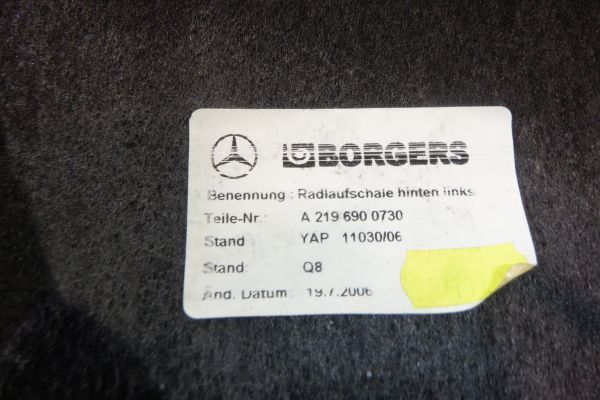 BORGERS
Benennung : Radlaufschale hinten links
Teile-Nr.: A 219 690 0730
Stand YAP 11030/06
Stand: Q8
Änd. Datum: 19.7.2006